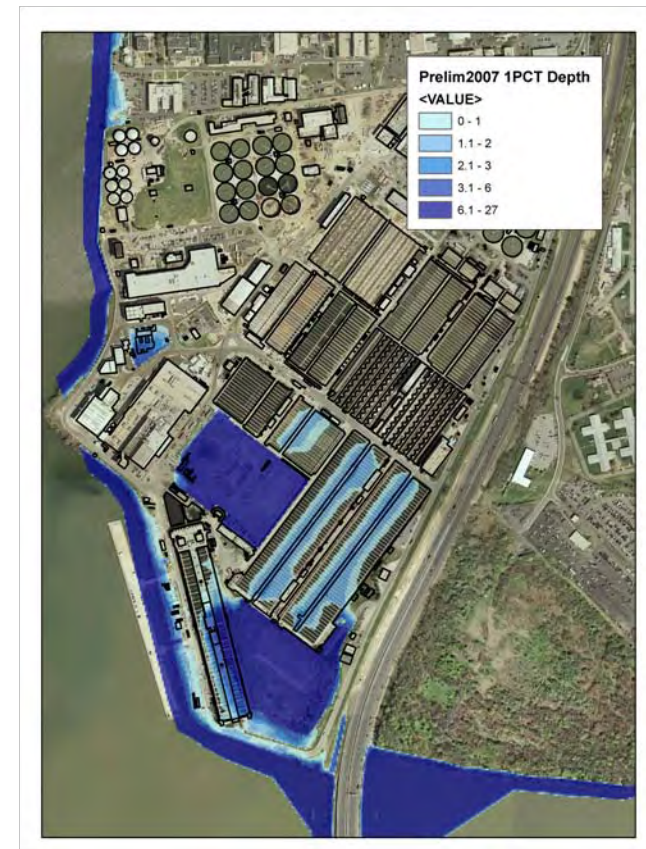 Prelim2007 1PCT Depth
<VALUE>
0 - 1
1.1 - 2
2.1 - 3
3.1 - 6
6.1 - 27